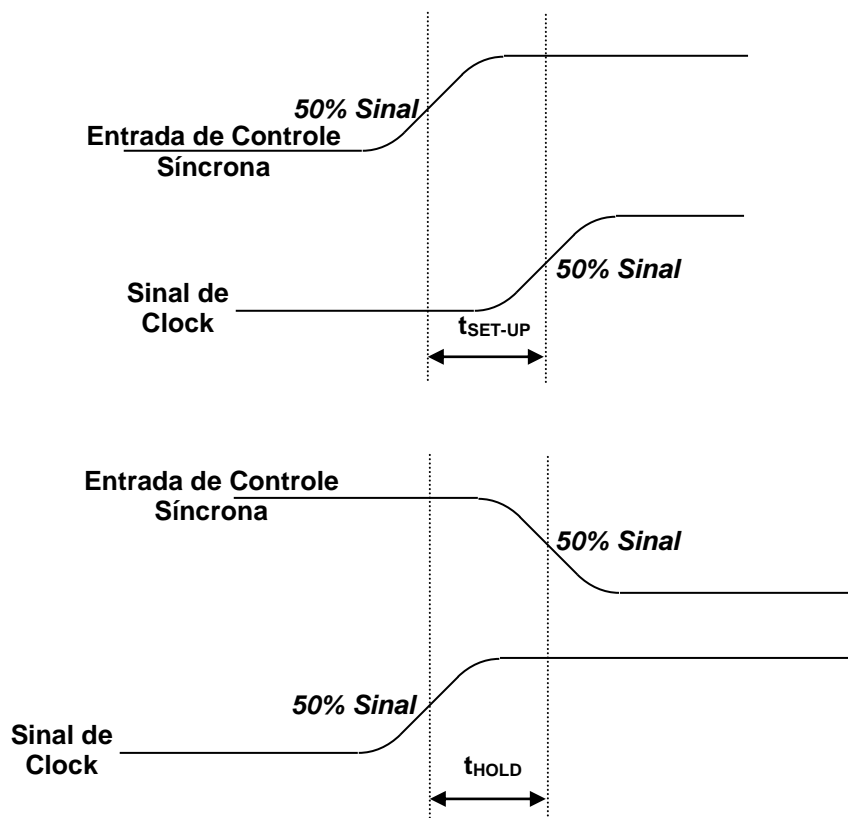 50% Sinal
Entrada de Controle
Síncrona
50% Sinal
Sinal de
Clock
tSET-UP
Entrada de Controle
Síncrona
50% Sinal
50% Sinal
Sinal de
Clock
tHOLD